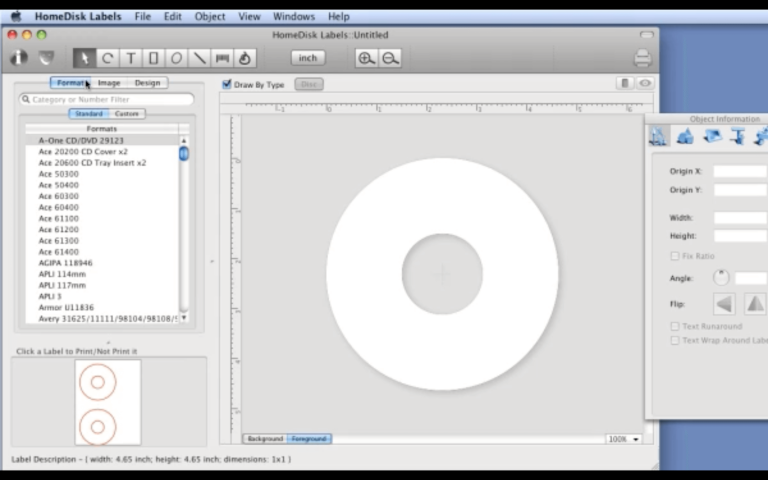 HomeDisk Labels File Edit Object View Windows Help
HomeDisk Labels::Untitled
T inch
Format Image Design
Draw By Type Disc
Category or Number Filter
Standard Custom
Formats
A-One CD/DVD 29123
Ace 20200 CD Cover x2
Ace 20600 CD Tray Insert x2
Ace 50300
Ace 50400
Ace 60300
Ace 60400
Ace 61100
Ace 61200
Ace 61300
Ace 61400
AGIPA 118946
APLI 114mm
APLI 117mm
APLI 3
Armor U11836
Avery 31625/11111/98104/98108/
Click a Label to Print/Not Print it
Background Foreground 100%
Label Description - ( width: 4.65 inch; height: 4.65 inch; dimensions: 1x1 )
Object Information
Origin X:
Origin Y:
Width:
Height:
Fix Ratio
Angle:
Flip:
Text Runaround
Text Wrap Around